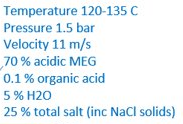 Temperature 120-135 C
Pressure 1.5 bar
Velocity 11 m/s
70 % acidic MEG
0.1 % organic acid
5 % H2O
25 % total salt (inc NaCl solids)